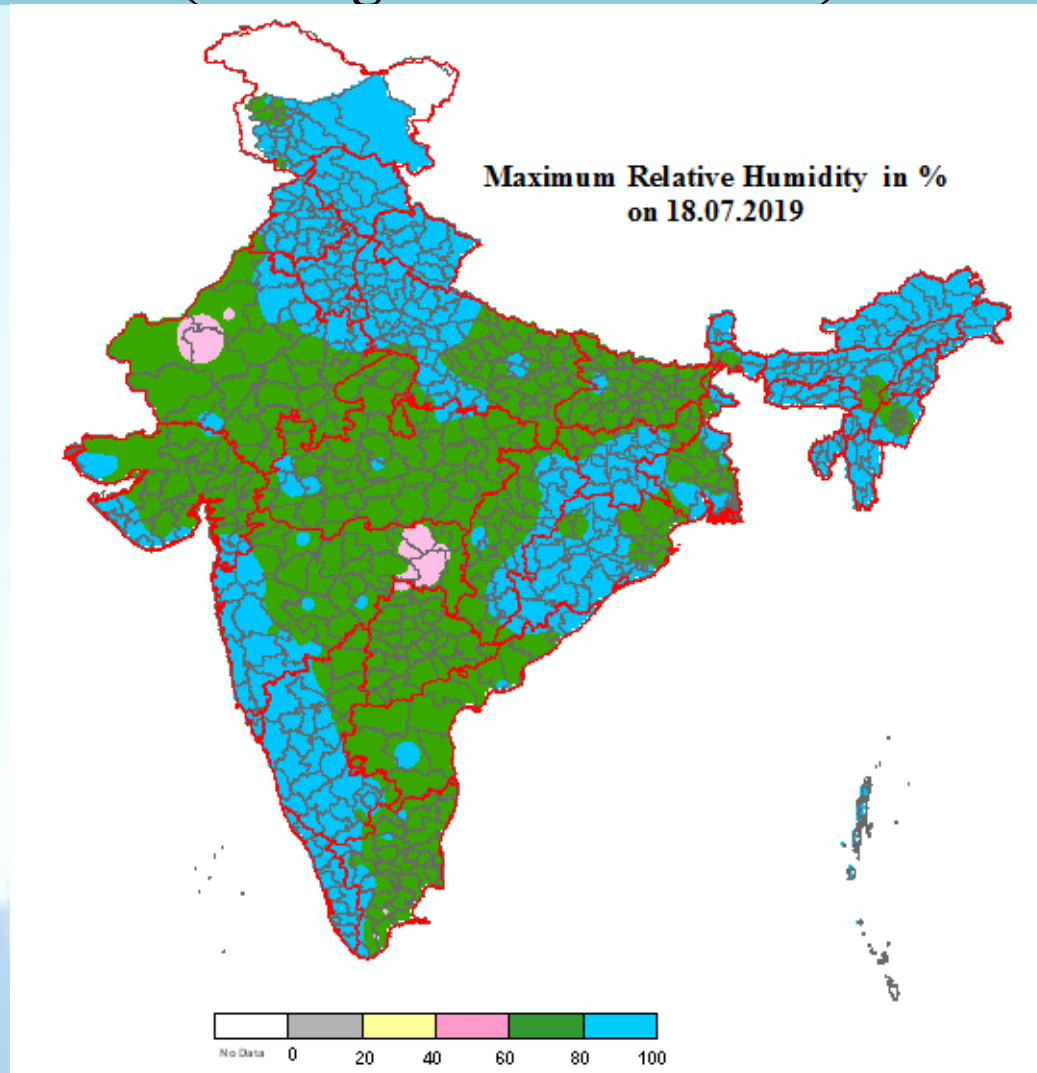 Maximum Relative Humidity in %
on 18.07.2019
No Data 0 20 40 60 80 100